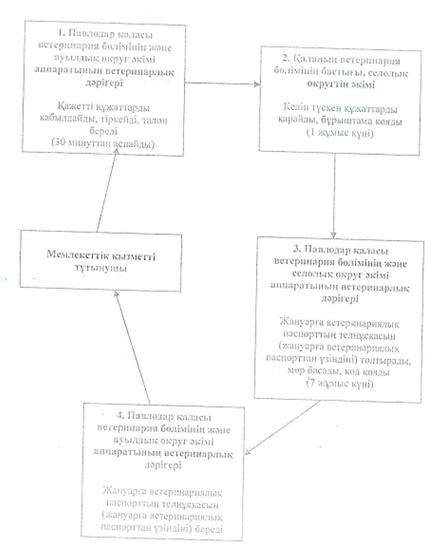 1. Павлодар қаласы
ветеринария бөлімінің және
ауылдық округ әкімі
аппаратының ветеринарлық
дәрігері
Қажетті құжаттарды
қабылдайды, тіркейді, талон
береді
(30 минуттан аспайды)
2. Қаланың ветеринария
бөлімінің бастығы, селолық
округтің әкімі
Келіп түскен құжаттарды
қарайды, бұрыштама қояды
(1 жұмыс күні)
Мемлекеттік қызметті
тұтынушы
3. Павлодар қаласы
ветеринария бөлімінің және
селолық округ әкімі
аппаратының ветеринарлық
дәрігері
Жануарға ветеринариялық
паспорттың телнұсқасын
(жануарға ветеринариялық
паспорттан үзіндіні) толтырады,
мөр басады, қол қояды
(7 жұмыс күні)
4. Павлодар қаласы
ветеринария бөлімінің және
ауылдық округ әкімі
аппаратының ветеринарлық
дәрігері
Жануарға ветеринариялық
паспорттың телнұсқасын
(жануарға ветеринариялық
паспорттан үзіндіні) береді